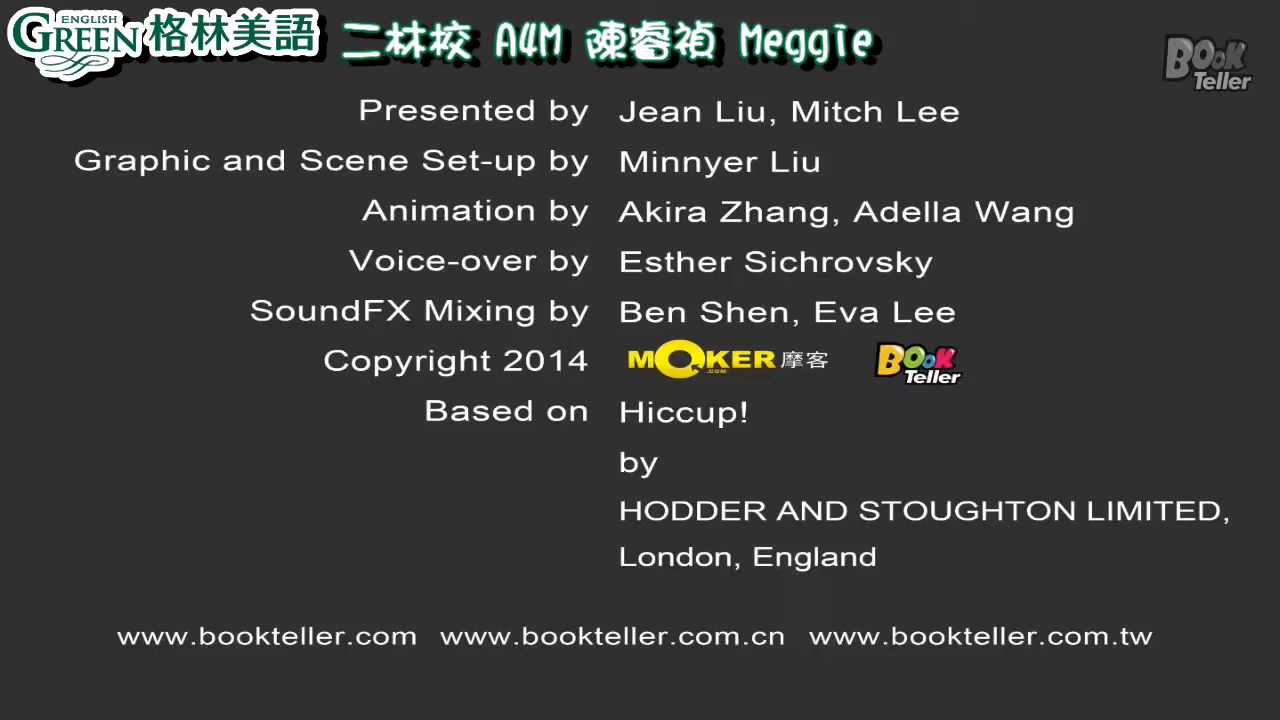 ENGLISH
GREEN 格林美語 二林校 A4M 陳睿禎 Meggie
BOOK
Teller
Presented by Jean Liu, Mitch Lee
Graphic and Scene Set-up by Minnyer Liu
Animation by Akira Zhang, Adella Wang
Voice-over by Esther Sichrovsky
SoundFX Mixing by Ben Shen, Eva Lee
Copyright 2014 MOKER.COM 摩客 BOOK Teller
Based on Hiccup!
by
HODDER AND STOUGHTON LIMITED,
London, England
www.bookteller.com www.bookteller.com.cn www.bookteller.com.tw